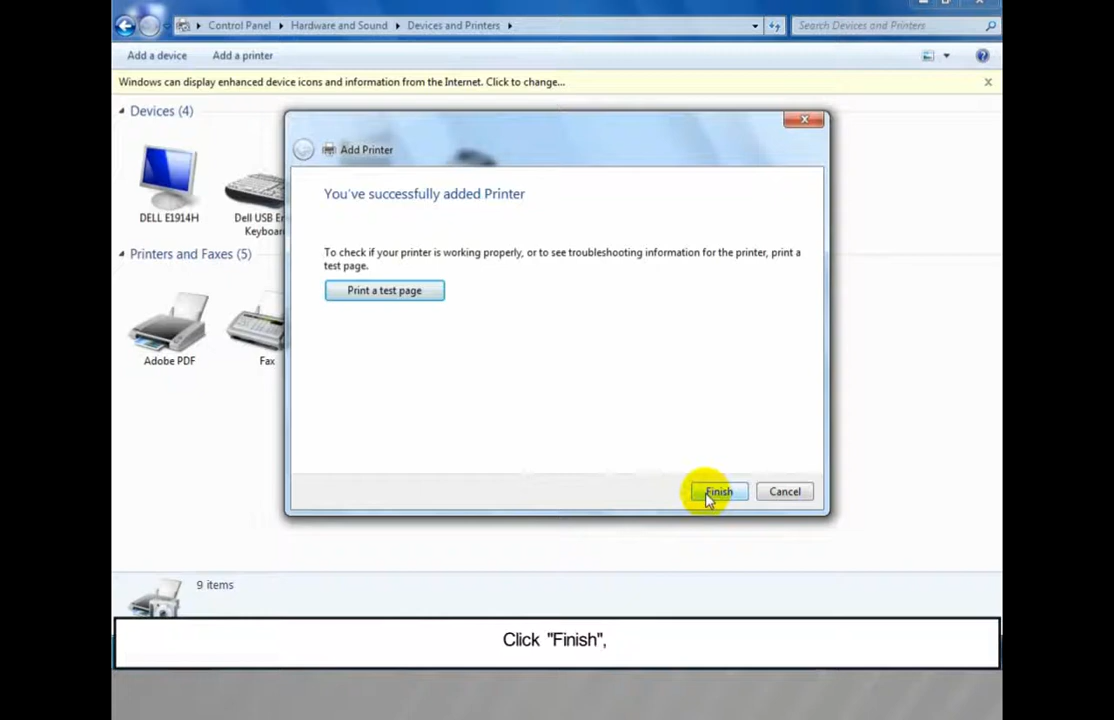 Control Panel ▸ Hardware and Sound ▸ Devices and Printers ▸
Search Devices and Printers
Add a device Add a printer
Windows can display enhanced device icons and information from the Internet. Click to change...
Devices (4)
DELL E1914H
Dell USB En
Keyboar
Printers and Faxes (5)
Adobe PDF
Fax
Add Printer
You've successfully added Printer
To check if your printer is working properly, or to see troubleshooting information for the printer, print a
test page.
Print a test page
Finish Cancel
9 items
Click "Finish",